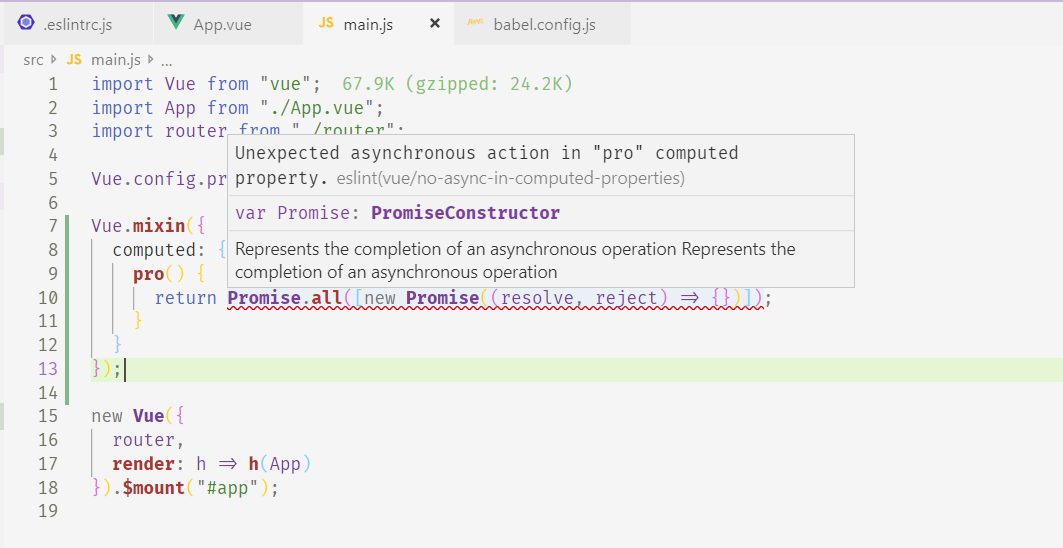 .eslintrc.js App.vue JS main.js × babel.config.js
src JS main.js ...
1 import Vue from "vue"; 67.9K (gzipped: 24.2K)
2 import App from "./App.vue";
3 import router from "./router";
4
5 Vue.config.pr
6
7 Vue.mixin({
8 computed: {
9 pro() {
10 return Promise.all([new Promise((resolve, reject) => {})]);
11 }
12 }
13 });
14
15 new Vue({
16 router,
17 render: h => h(App)
18 }).$mount("#app");
19
Unexpected asynchronous action in "pro" computed
property. eslint(vue/no-async-in-computed-properties)
var Promise: PromiseConstructor
Represents the completion of an asynchronous operation Represents the
completion of an asynchronous operation